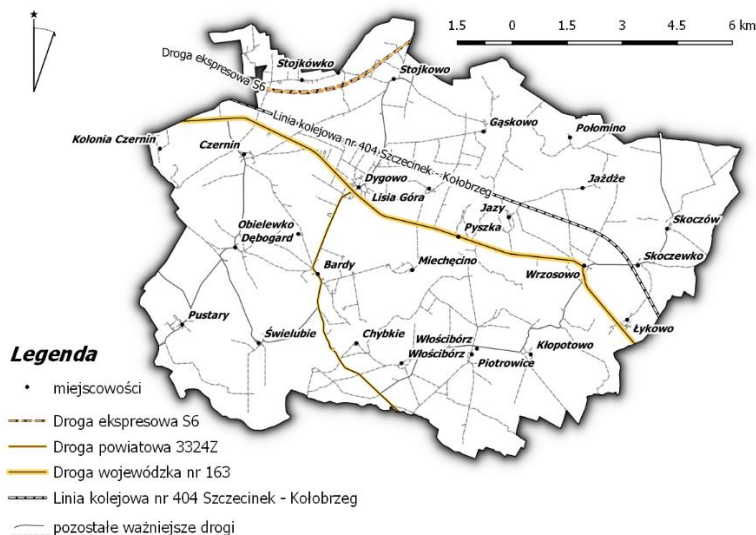 1.5 0 1.5 3 4.5 6 km
Droga ekspresowa S6
Stojkówko
Stojkowo
Linia kolejowa nr 404 Szczecinek - Kołobrzeg
Gąskowo
Połomino
Kolonia Czernin
Czernin
Dygowo
Lisia Góra
Jażdże
Jazy
Pyszka
Skoczów
Obielewko
Dębogard
Bardy
Miechęcino
Wrzosowo
Skoczewko
Pustary
Świelubie
Chybkie
Włościbórz
Włościbórz
Piotrowice
Kłopotowo
Łykowo
Legenda
miejscowości
Droga ekspresowa S6
Droga powiatowa 3324Z
Droga wojewódzka nr 163
Linia kolejowa nr 404 Szczecinek - Kołobrzeg
pozostałe ważniejsze drogi